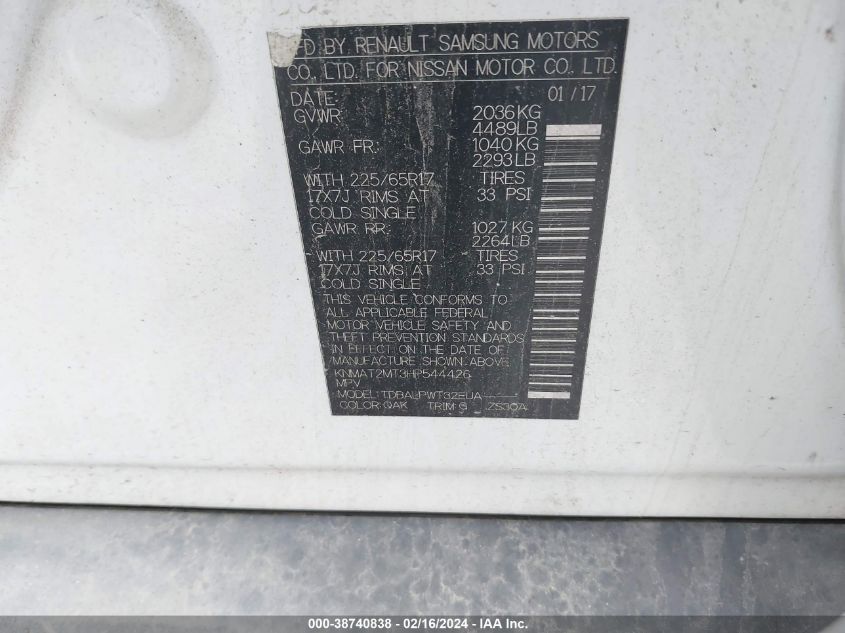 MFD BY RENAULT SAMSUNG MOTORS
CO., LTD. FOR NISSAN MOTOR CO., LTD.
DATE: 01/17
GVWR: 2036KG
4489LB
GAWR FR: 1040KG
2293LB
WITH 225/65R17 TIRES
17X7J RIMS AT 33 PSI
COLD SINGLE
GAWR RR: 1027KG
2264LB
WITH 225/65R17 TIRES
17X7J RIMS AT 33 PSI
COLD SINGLE
THIS VEHICLE CONFORMS TO
ALL APPLICABLE FEDERAL
MOTOR VEHICLE SAFETY AND
THEFT PREVENTION STANDARDS
IN EFFECT ON THE DATE OF
MANUFACTURE SHOWN ABOVE.
KNMAT2MT3HP544426
MPV
MODEL: TDBALPWT32EUA
COLOR: QAK TRIM: G ZS30A
000-38740838 - 02/16/2024 - IAA Inc.